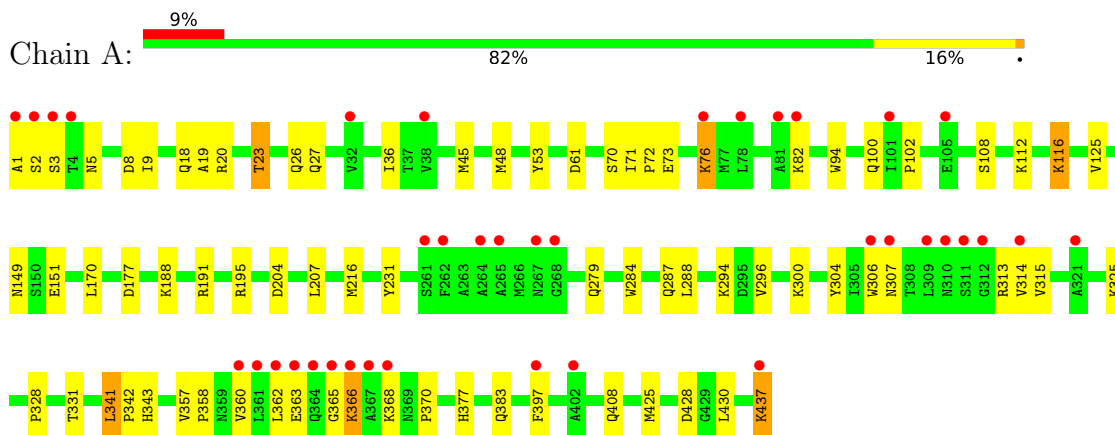 9%
Chain A:
82% 16% •
A1 S2 S3 T4 N5 D8 I9 Q18 A19 R20 T23 Q26 Q27 V32 I36 T37 V38 M45 M48 Y53 D61 S70 I71 P72 E73 K76 M77 L78 A81 K82 W94 Q100 I101 P102 E105 S108 K112 K116 V125
N149 S150 E151 L170 D177 K188 R191 R195 D204 L207 M216 Y231 S261 F262 A263 A264 A265 M266 N267 G268 Q279 W284 Q287 L288 K294 D295 V296 K300 Y304 I305 W306 N307 T308 L309 N310 S311 G312 R313 V314 V315 A321 K325
P328 T331 L341 P342 H343 V357 P358 N359 V360 L361 L362 E363 Q364 G365 K366 A367 K368 N369 P370 H377 Q383 F397 A402 Q408 M425 D428 G429 L430 K437